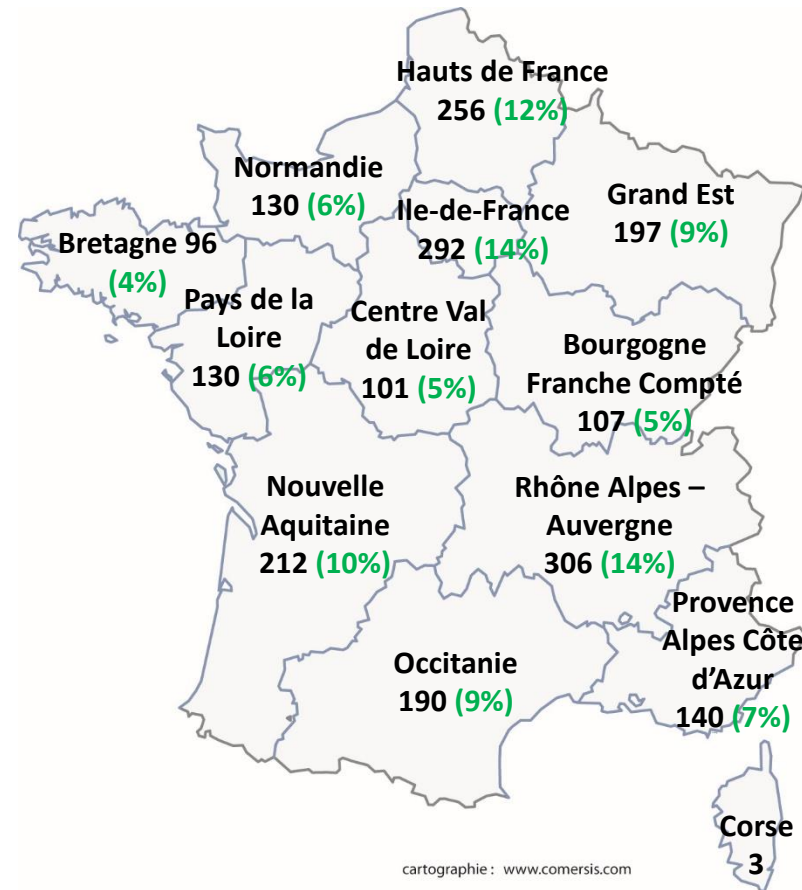 Hauts de France
256 (12%)
Normandie
130 (6%)
Ile-de-France
292 (14%)
Grand Est
197 (9%)
Bretagne 96
(4%)
Pays de la
Loire
130 (6%)
Centre Val
de Loire
101 (5%)
Bourgogne
Franche Compté
107 (5%)
Nouvelle
Aquitaine
212 (10%)
Rhône Alpes –
Auvergne
306 (14%)
Provence
Alpes Côte
d’Azur
140 (7%)
Occitanie
190 (9%)
Corse
3
cartographie : www.comersis.com